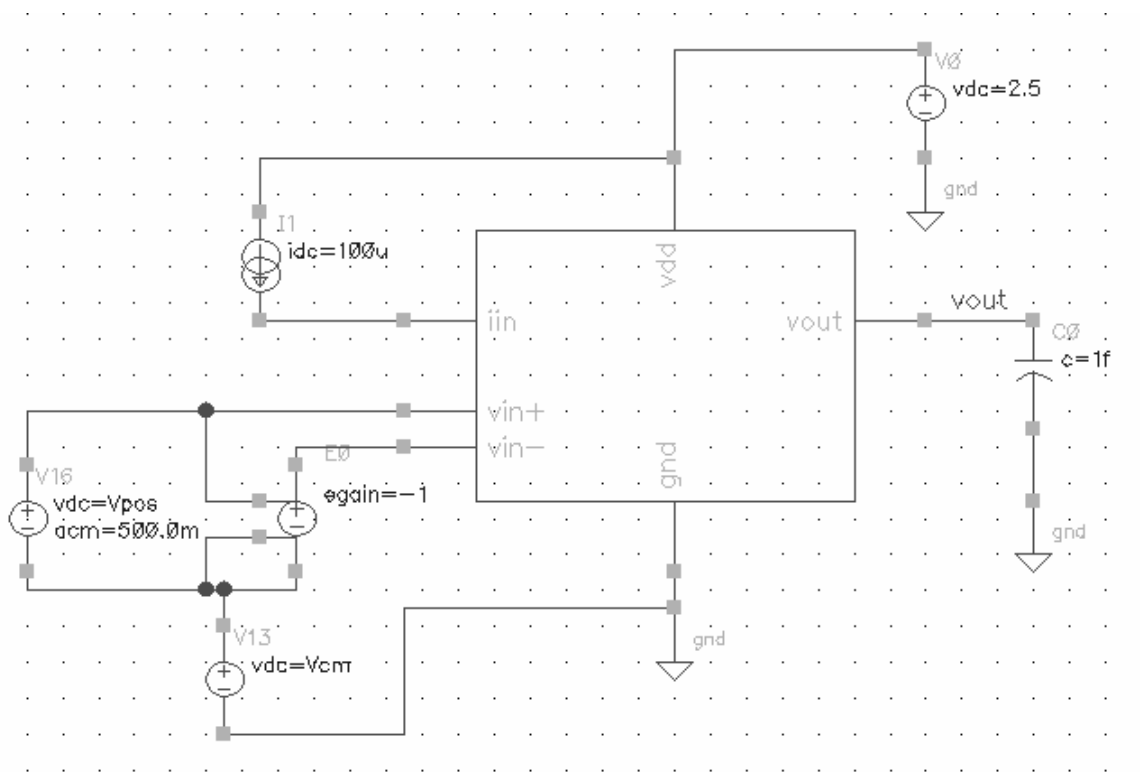 V0
vdc=2.5
gnd
I1
idc=100u
vdd
iin
vout
vout
C0
c=1f
vin+
vin-
E0
egain=-1
gnd
V16
vdc=Vpos
acm=500.0m
gnd
gnd
V13
vdc=Vcm